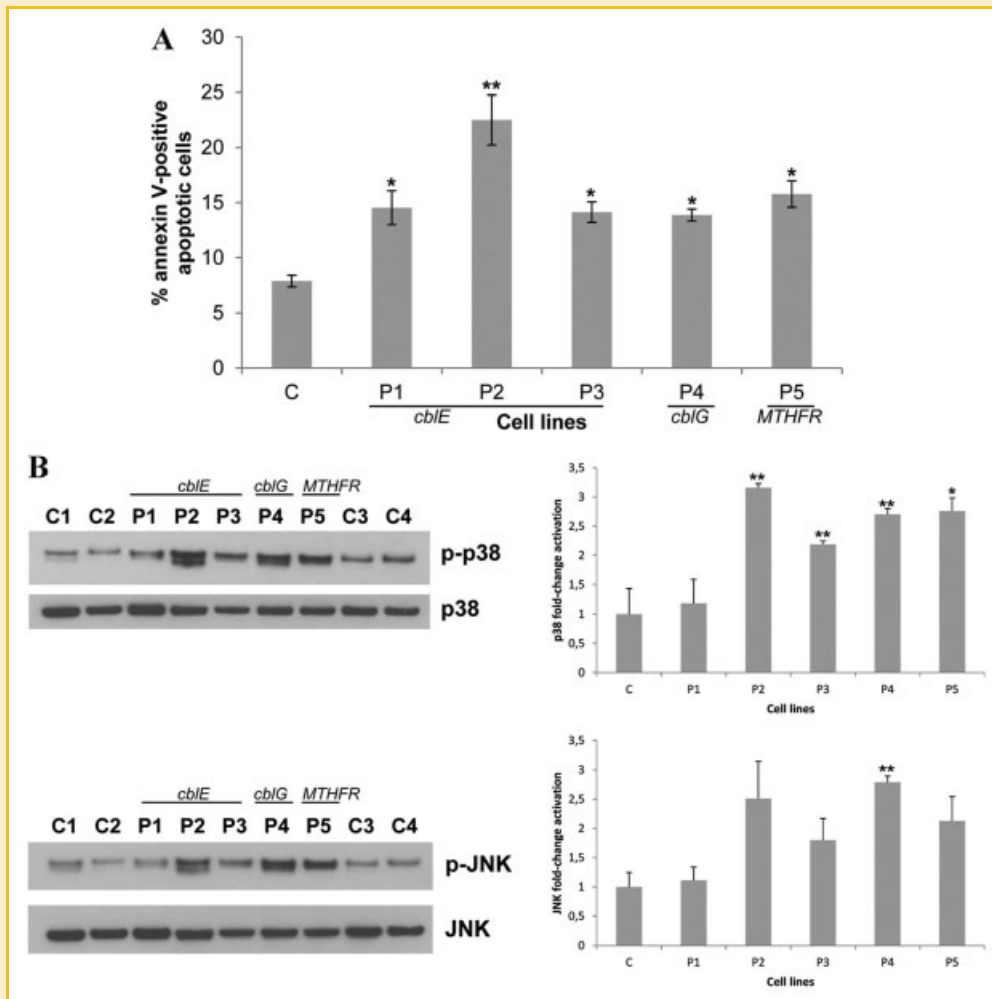 A
30
25
20
15
10
5
0
% annexin V-positive
apoptotic cells
*
**
*
*
*
C P1 P2 P3 P4 P5
cblE Cell lines cblG MTHFR
B
cblE cblG MTHFR
C1 C2 P1 P2 P3 P4 P5 C3 C4
p-p38
p38
3,5
3
2,5
2
1,5
1
0,5
0
p38 fold-change activation
**
**
**
*
C P1 P2 P3 P4 P5
Cell lines
cblE cblG MTHFR
C1 C2 P1 P2 P3 P4 P5 C3 C4
p-JNK
JNK
3,5
3
2,5
2
1,5
1
0,5
0
JNK fold-change activation
**
C P1 P2 P3 P4 P5
Cell lines